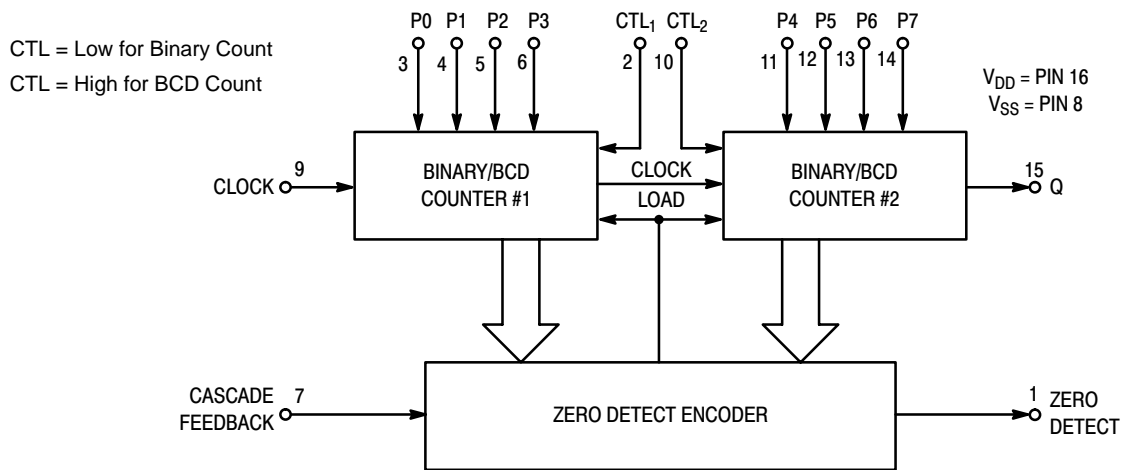 P0 P1 P2 P3 CTL1 CTL2 P4 P5 P6 P7
CTL = Low for Binary Count
CTL = High for BCD Count
3 4 5 6 2 10 11 12 13 14
VDD = PIN 16
VSS = PIN 8
CLOCK 9
BINARY/BCD
COUNTER #1
CLOCK
LOAD
BINARY/BCD
COUNTER #2
15
Q
CASCADE
FEEDBACK
7
ZERO DETECT ENCODER
1
ZERO
DETECT